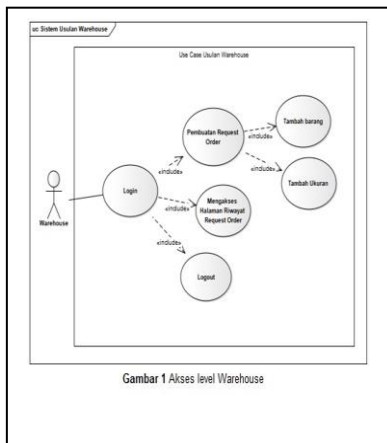 uc Sistem Usulan Warehouse
Use Case Usulan Warehouse
Pembuatan Request
Order
Tambah barang
«include»
«include»
Tambah Ukuran
«include»
Login
Warehouse
«include»
Mengakses
Halaman Riwayat
Request Order
«include»
Logout
Gambar 1 Akses level Warehouse